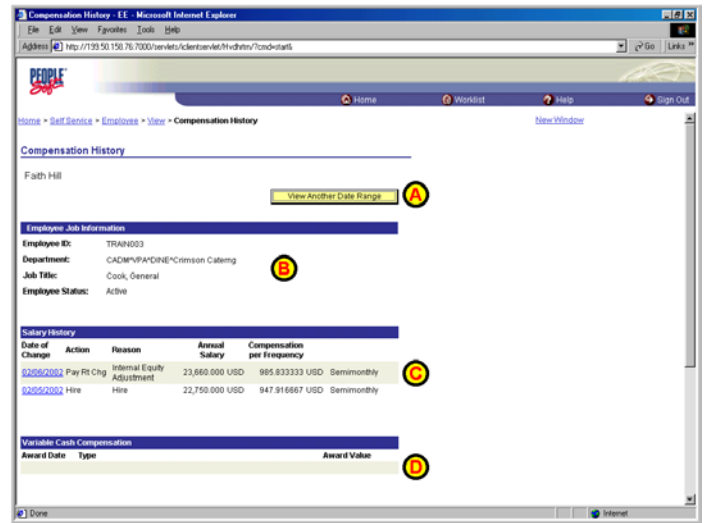 Compensation History - EE - Microsoft Internet Explorer
File Edit View Favorites Tools Help
Address http://199.50.150.76:7000/servlets/iclientservlet/Hvdhrtrn/?cmd=start& Go Links »
PEOPLE
Soft
Home Worklist Help Sign Out
Home > Self Service > Employee > View > Compensation History New Window
Compensation History
Faith Hill
View Another Date Range A
Employee Job Information
Employee ID: TRAIN003
Department: CADM^VPA^DINE^Crimson Caterng
B
Job Title: Cook, General
Employee Status: Active
Salary History
Date of Change Action Reason Annual Salary Compensation per Frequency
02/06/2002 Pay Rt Chg Internal Equity Adjustment 23,660.000 USD 985.833333 USD Semimonthly C
02/05/2002 Hire Hire 22,750.000 USD 947.916667 USD Semimonthly
Variable Cash Compensation
Award Date Type Award Value
D
Done Internet